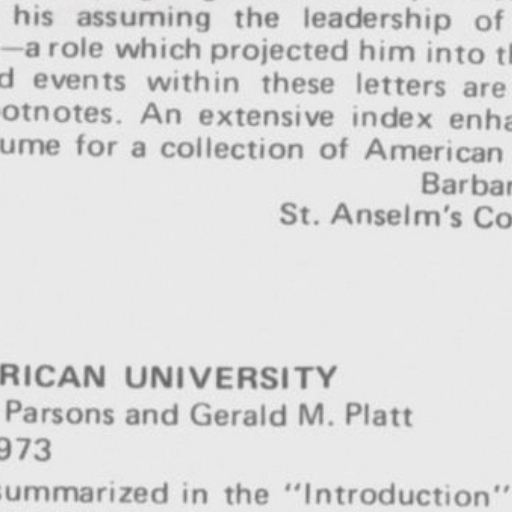 his assuming the leadership of
—a role which projected him into
events within these letters are
otnotes. An extensive index enha
ume for a collection of American
Barbar
St. Anselm's Co
RICAN UNIVERSITY
Parsons and Gerald M. Platt
973
summarized in the "Introduction"